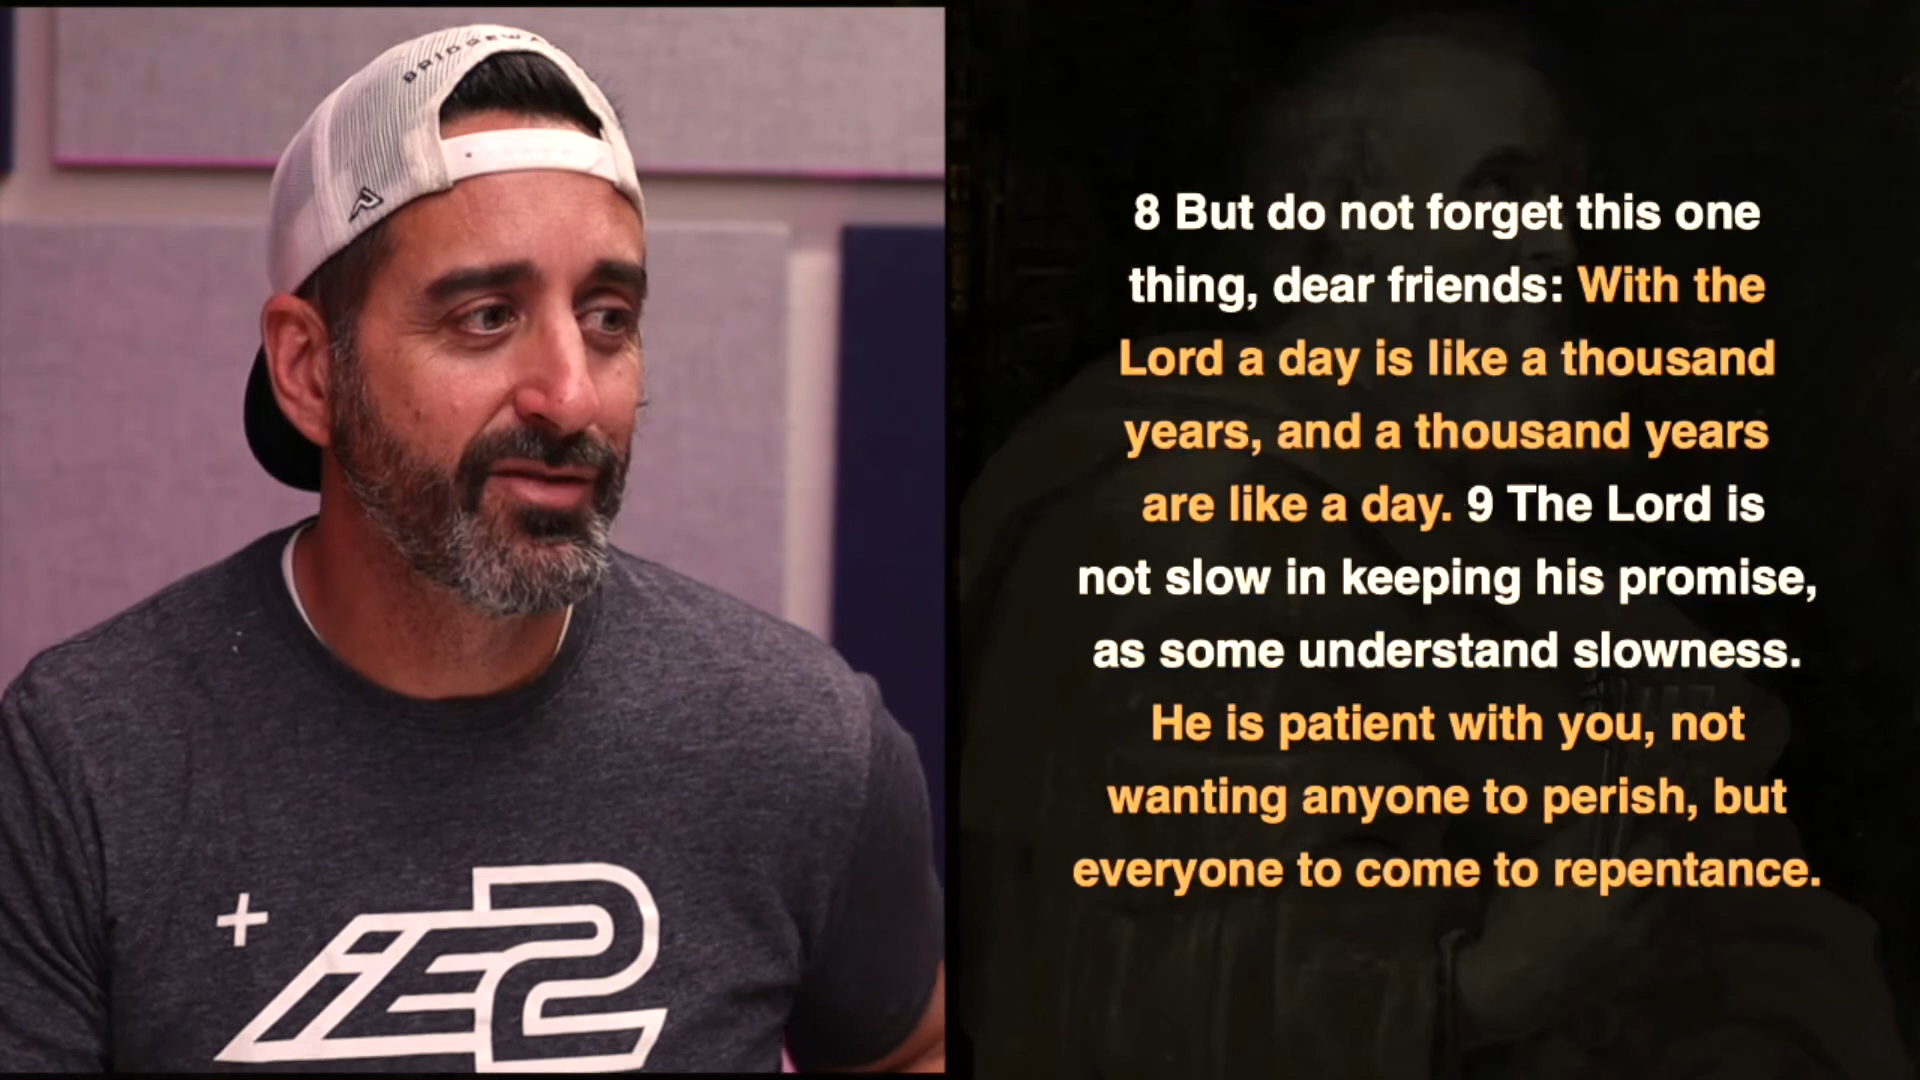 BRIDGEWA
+
iE2
8 But do not forget this one
thing, dear friends: With the
Lord a day is like a thousand
years, and a thousand years
are like a day. 9 The Lord is
not slow in keeping his promise,
as some understand slowness.
He is patient with you, not
wanting anyone to perish, but
everyone to come to repentance.